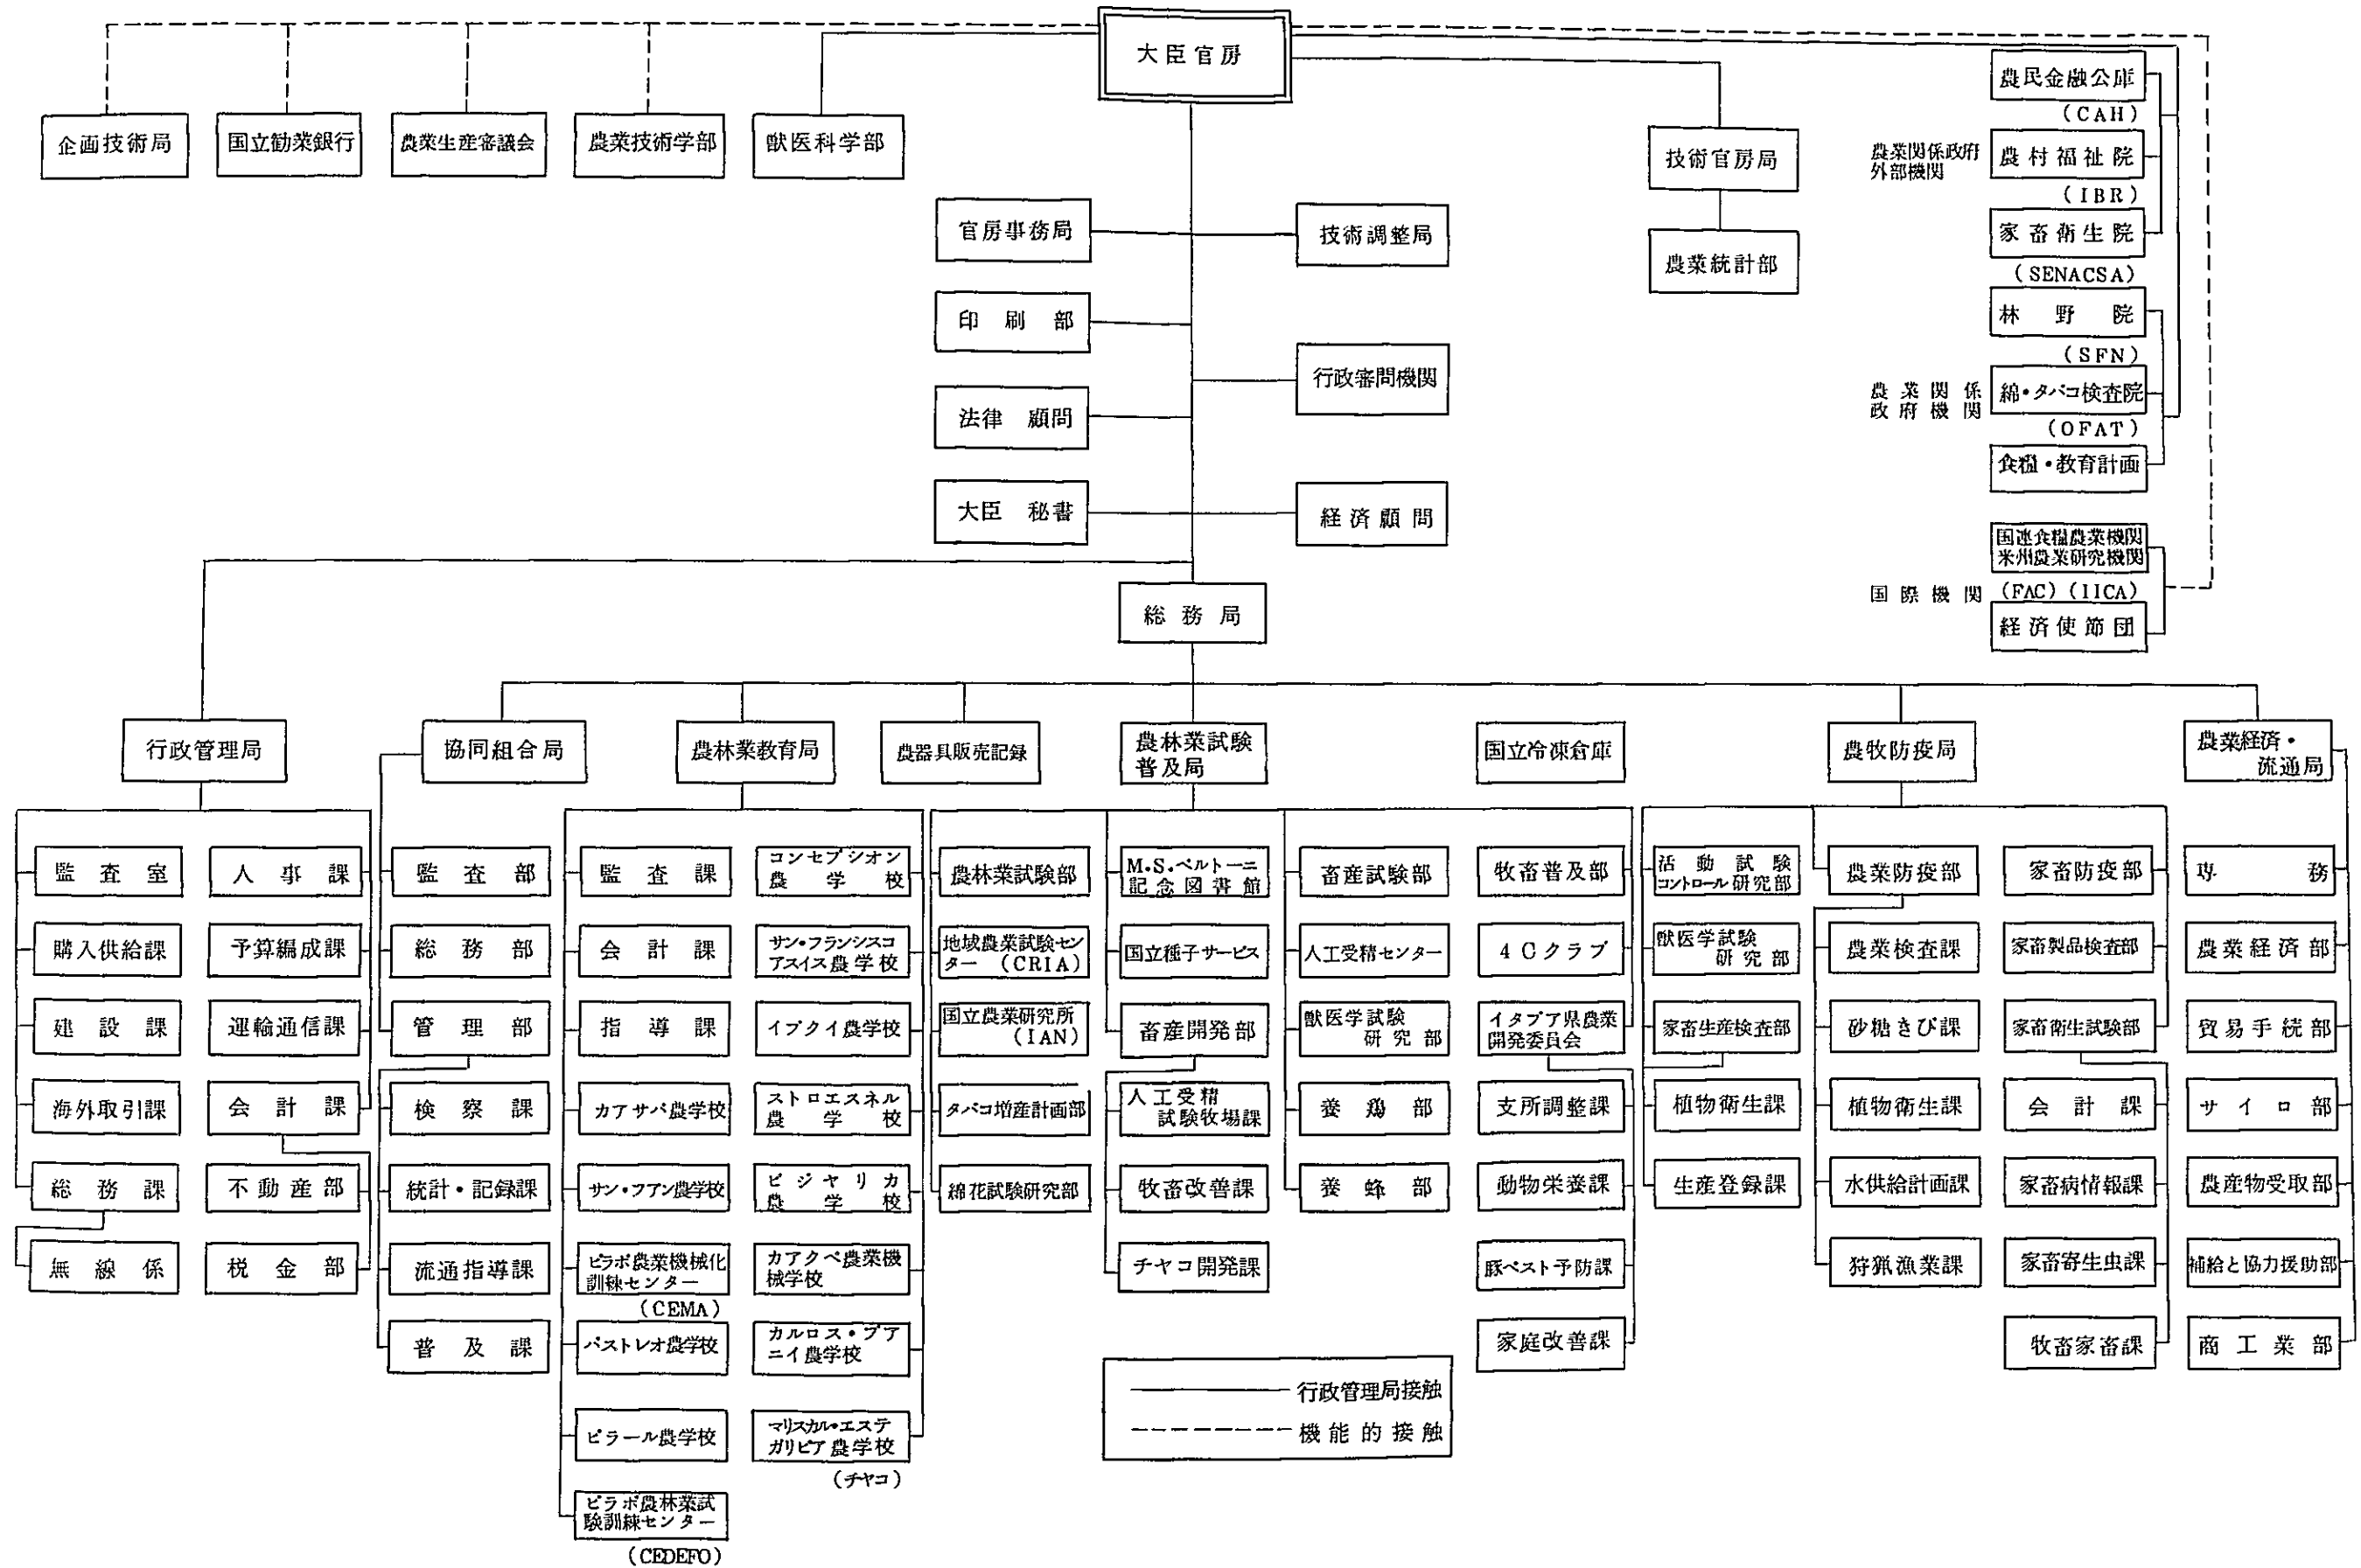 大臣官房
企画技術局
国立勧業銀行
農業生産審議会
農業技術学部
獣医科学部
技術官房局
農業統計部
官房事務局
技術調整局
印刷部
行政審問機関
法律顧問
大臣秘書
経済顧問
農業関係政府
外部機関
農民金融公庫
(CAH)
農村福祉院
(IBR)
家畜衛生院
(SENACSA)
農業関係
政府機関
林野院
(SFN)
綿・タバコ検査院
(OFAT)
食糧・教育計画
国際機関
国連食糧農業機関
米州農業研究機関
(FAC)(IICA)
経済使節団
総務局
行政管理局
協同組合局
農林業教育局
農器具販売記録
農林業試験
普及局
国立冷凍倉庫
農牧防疫局
農業経済・
流通局
監査室
購入供給課
建設課
海外取引課
総務課
無線係
人事課
予算編成課
運輸通信課
会計課
不動産部
税金部
監査部
総務部
管理部
検察課
統計・記録課
流通指導課
普及課
監査課
会計課
指導課
カアサパ農学校
サン・フアン農学校
ピラポ農業機械化
訓練センター
(CEMA)
パストレオ農学校
ピラール農学校
ピラポ農林業試
験訓練センター
(CEDEFO)
コンセプシオン
農学校
サン・フランシスコ
アスイス農学校
イプクイ農学校
ストロエスネル
農学校
ビジヤリカ
農学校
カアクペ農業機
械学校
カルロス・プア
ニイ農学校
マリスカル・エステ
ガリビア農学校
(チヤコ)
農林業試験部
地域農業試験セン
ター (CRIA)
国立農業研究所
(IAN)
タバコ増産計画部
綿花試験研究部
M.S.ベルトーニ
記念図書館
国立種子サービス
畜産開発部
人工受精
試験牧場課
牧畜改善課
チヤコ開発課
畜産試験部
人工受精センター
獣医学試験
研究部
養鶏部
養蜂部
牧畜普及部
4Cクラブ
イタプア県農業
開発委員会
支所調整課
動物栄養課
豚ペスト予防課
家庭改善課
活動試験
コントロール研究部
獣医学試験
研究部
家畜生産検査部
植物衛生課
生産登録課
農業防疫部
農業検査課
砂糖きび課
植物衛生課
水供給計画課
狩猟漁業課
家畜防疫部
家畜製品検査部
家畜衛生試験部
会計課
家畜病情報課
家畜寄生虫課
牧畜家畜課
専務
農業経済部
貿易手続部
サイロ部
農産物受取部
補給と協力援助部
商工業部
行政管理局接触
機能的接触